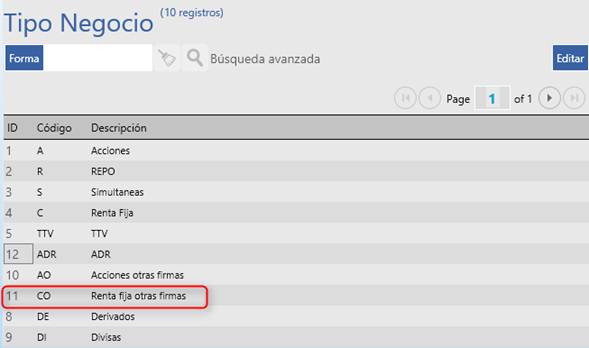 Tipo Negocio (10 registros)
Forma Búsqueda avanzada Editar
Page 1 of 1
ID Código Descripción
1 A Acciones
2 R REPO
3 S Simultaneas
4 C Renta Fija
5 TTV TTV
12 ADR ADR
10 AO Acciones otras firmas
11 CO Renta fija otras firmas
8 DE Derivados
9 DI Divisas